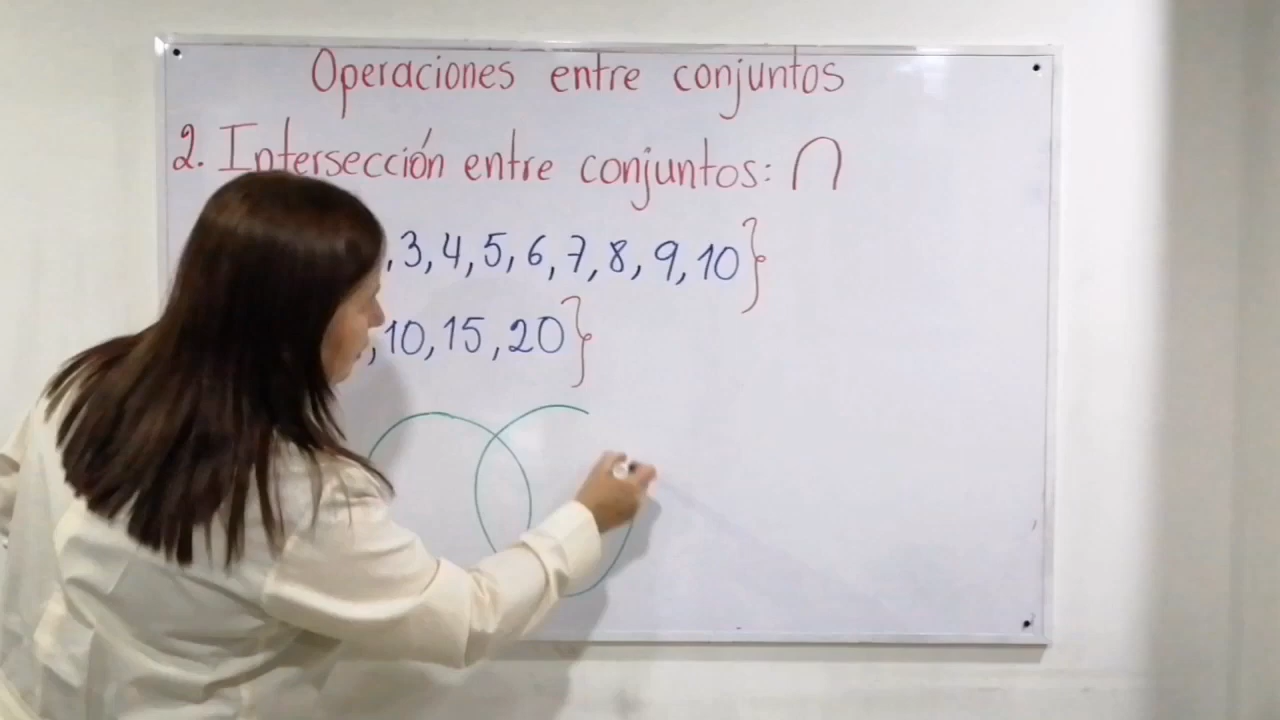 Operaciones entre conjuntos
2. Intersección entre conjuntos: ∩
,3,4,5,6,7,8,9,10}
,10,15,20}